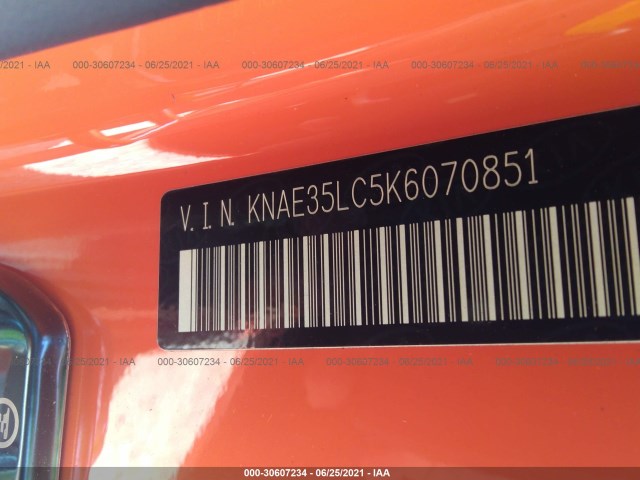 /2021 - IAA 000-30607234 - 06/25/2021 - IAA 000-30607234 - 06/25/2021 - IAA 000-30607234 - 06/25/2021 - IAA
V.I.N. KNAE35LC5K6070851
/2021 - IAA 000-30607234 - 06/25/2021 - IAA 000-30607234 - 06/25/2021 - IAA 000-30607234 - 06/25/2021 - IAA
000-30607234 - 06/25/2021 - IAA